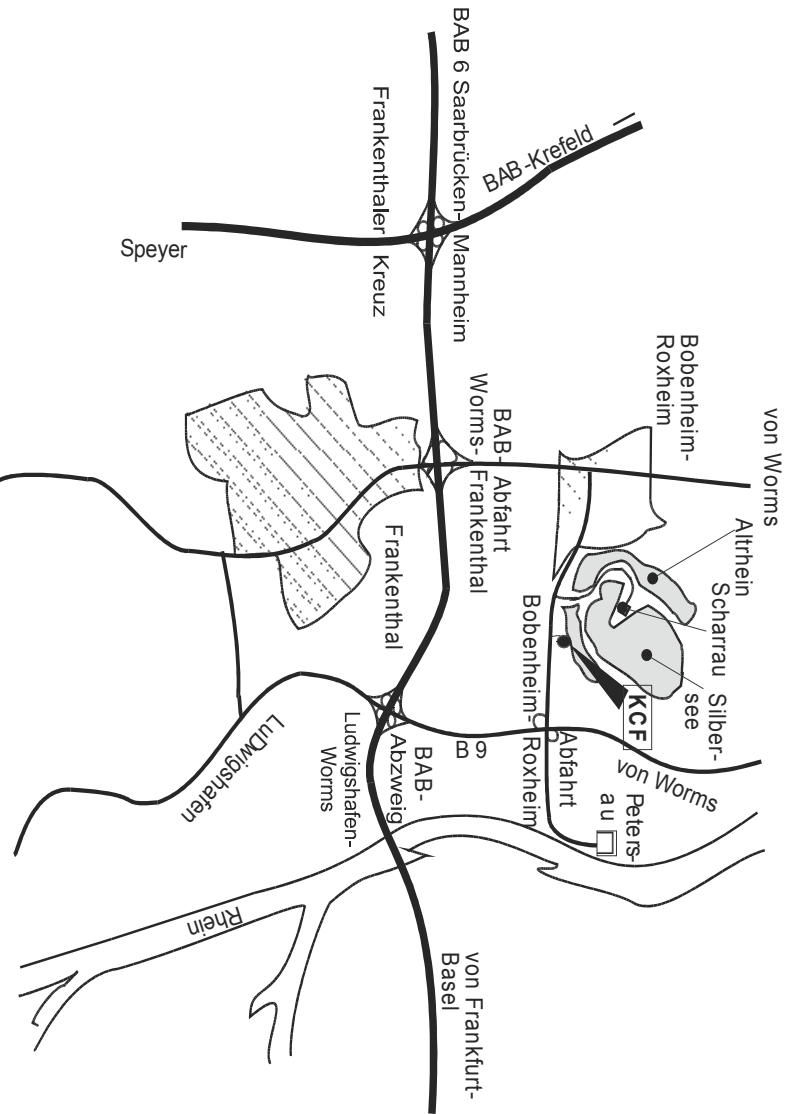 BAB 6 Saarbrücken- Mannheim
BAB-Krefeld
Frankenthaler Kreuz
Speyer
Bobenheim-
Roxheim
von Worms
BAB- Abfahrt
Worms- Frankenthal
Altrhein
Scharrau
Silber-
see
KCF
Frankenthal
Bobenheim- Roxheim
Abfahrt
von Worms
Peters-
au
B9
BAB-
Abzweig
Ludwigshafen-
Worms
LuDwigshafen
Rhein
von Frankfurt-
Basel